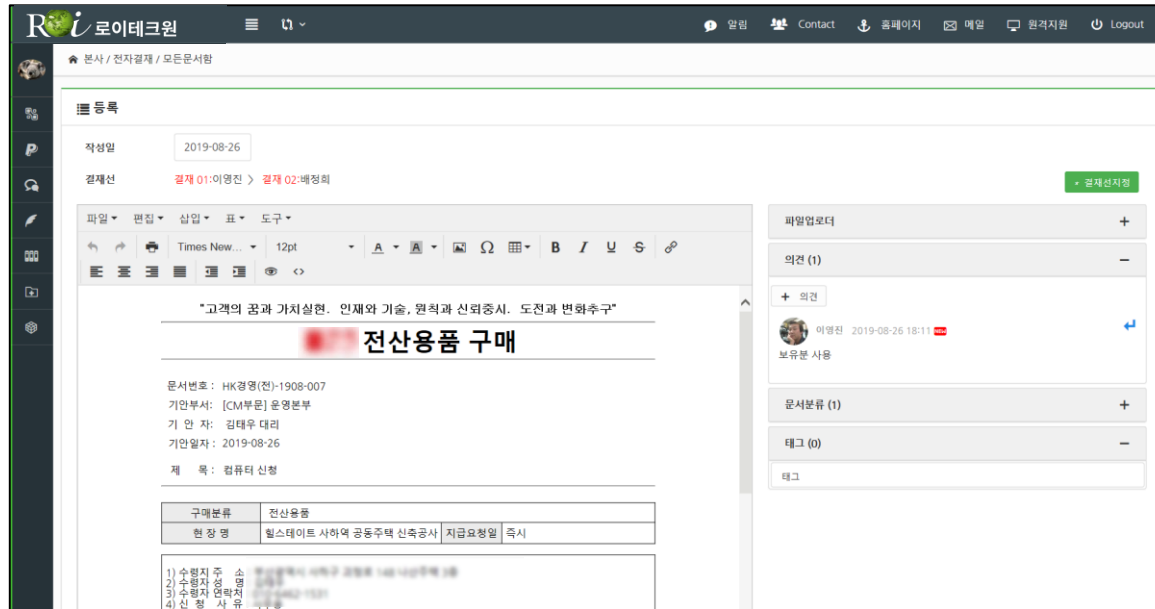 Roi 로이테크원
알림 Contact 홈페이지 메일 원격지원 Logout
본사 / 전자결재 / 모든문서함
등록
작성일 2019-08-26
결재선 결재 01:이영진 > 결재 02:배정희
결재선지정
파일 편집 삽입 표 도구
Times New... 12pt A A Ω B I U S
"고객의 꿈과 가치실현. 인재와 기술, 원칙과 신뢰중시. 도전과 변화추구"
전산용품 구매
문서번호 : HK경영(전)-1908-007
기안부서: [CM부문] 운영본부
기 안 자: 김태우 대리
기안일자 : 2019-08-26
제 목 : 컴퓨터 신청
구매분류 전산용품
현 장 명 힐스테이트 사하역 공동주택 신축공사 지급요청일 즉시
1) 수령지 주 소 :
2) 수령자 성 명 :
3) 수령자 연락처 :
4) 신 청 사 유 :
파일업로더 +
의견 (1) −
+ 의견
이영진 2019-08-26 18:11 NEW
보유분 사용
문서분류 (1) +
태그 (0) −
태그